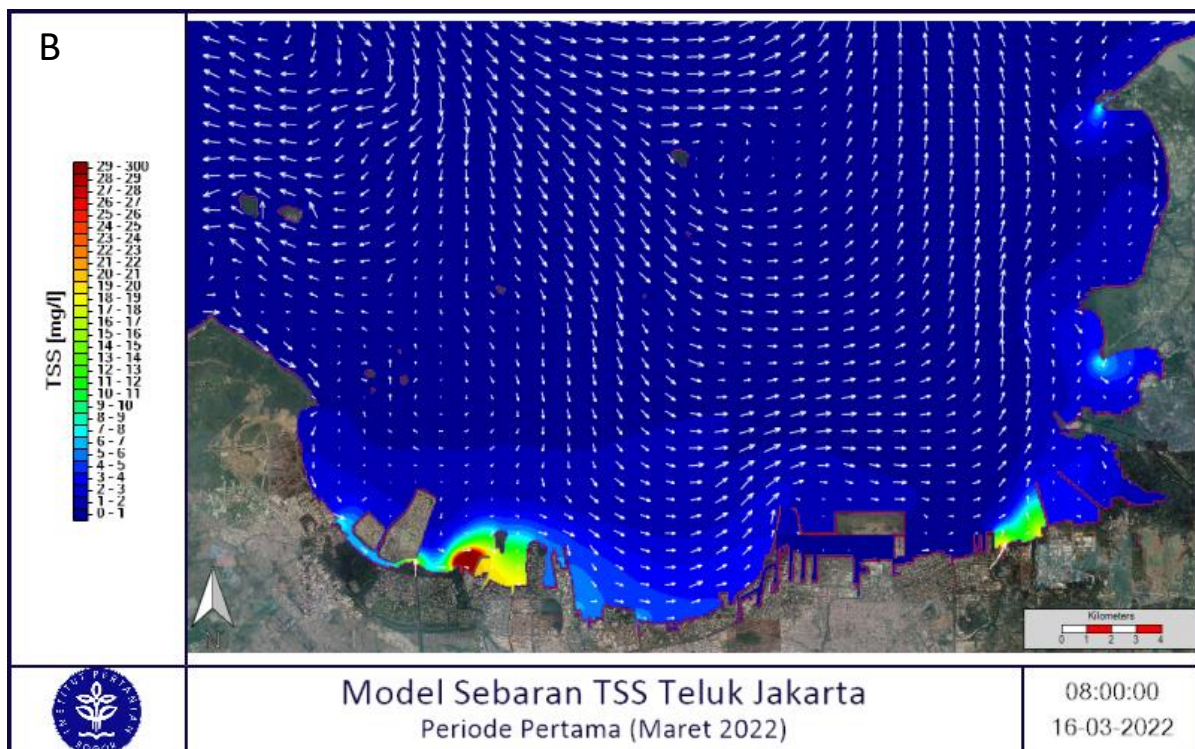 B
29 - 300
28 - 29
27 - 28
26 - 27
25 - 26
24 - 25
23 - 24
22 - 23
21 - 22
20 - 21
19 - 20
18 - 19
17 - 18
16 - 17
15 - 16
14 - 15
13 - 14
12 - 13
11 - 12
10 - 11
9 - 10
8 - 9
7 - 8
6 - 7
5 - 6
4 - 5
3 - 4
2 - 3
1 - 2
0 - 1
TSS [mg/l]
N
Kilometers
0 1 2 3 4
INSTITUT PERTANIAN
BOGOR
Model Sebaran TSS Teluk Jakarta
Periode Pertama (Maret 2022)
08:00:00
16-03-2022